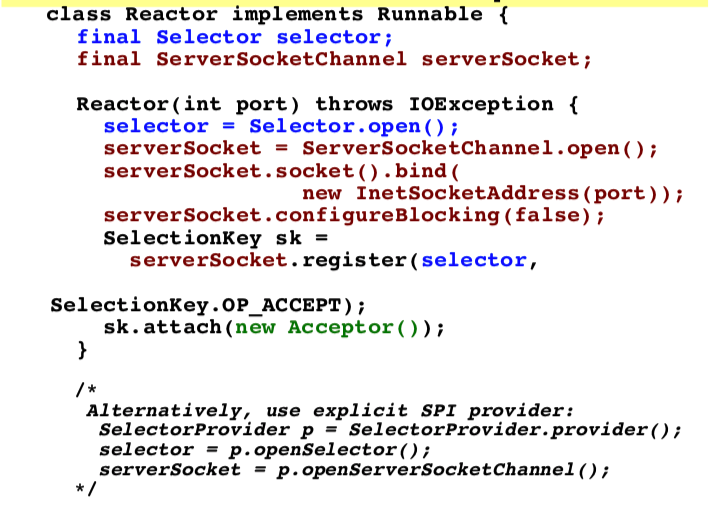 class Reactor implements Runnable {
final Selector selector;
final ServerSocketChannel serverSocket;
Reactor(int port) throws IOException {
selector = Selector.open();
serverSocket = ServerSocketChannel.open();
serverSocket.socket().bind(
new InetSocketAddress(port));
serverSocket.configureBlocking(false);
SelectionKey sk =
serverSocket.register(selector,
SelectionKey.OP_ACCEPT);
sk.attach(new Acceptor());
}
/*
Alternatively, use explicit SPI provider:
SelectorProvider p = SelectorProvider.provider();
selector = p.openSelector();
serverSocket = p.openServerSocketChannel();
*/